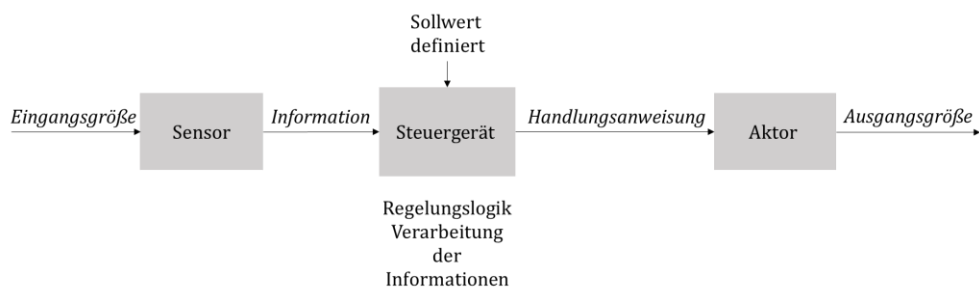 Sollwert
definiert
Eingangsgröße
Sensor
Information
Steuergerät
Handlungsanweisung
Aktor
Ausgangsgröße
Regelungslogik
Verarbeitung
der
Informationen